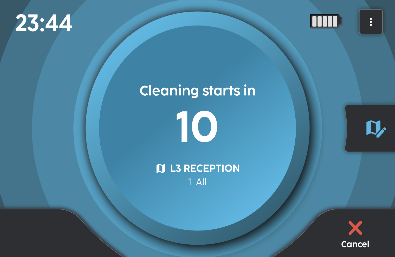 23:44
Cleaning starts in
10
L3 RECEPTION
1. All
Cancel